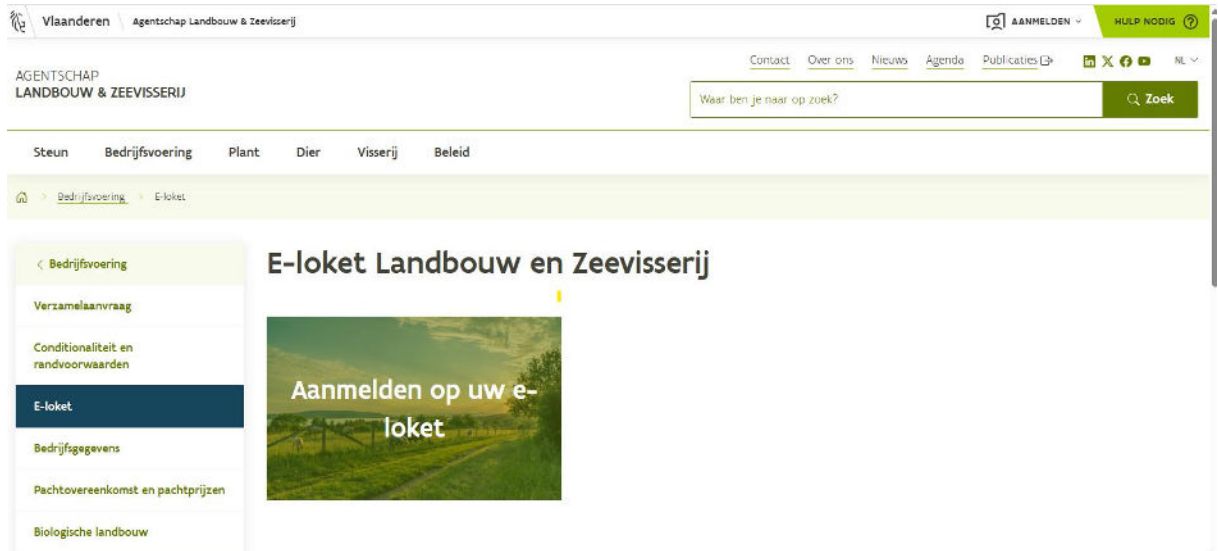 Vlaanderen
Agentschap Landbouw & Zeevisserij
AANMELDEN
HULP NODIG
Contact Over ons Nieuws Agenda Publicaties NL
AGENTSCHAP
LANDBOUW & ZEEVISSERIJ
Waar ben je naar op zoek?
Zoek
Steun Bedrijfsvoering Plant Dier Visserij Beleid
Bedrijfsvoering > E-loket
< Bedrijfsvoering
Verzamelaanvraag
Conditionaliteit en
randvoorwaarden
E-loket
Bedrijfsgegevens
Pachtovereenkomst en pachtprijzen
Biologische landbouw
E-loket Landbouw en Zeevisserij
Aanmelden op uw e-
loket